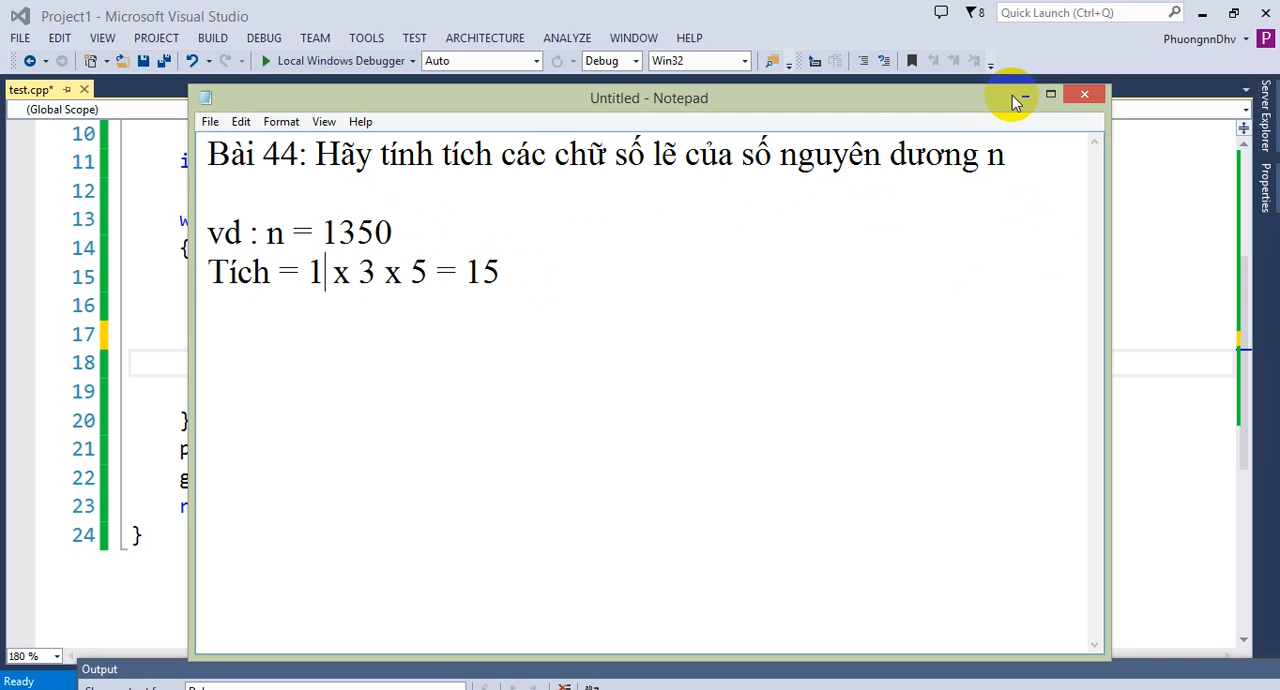 Project1 - Microsoft Visual Studio
8
Quick Launch (Ctrl+Q)
FILE EDIT VIEW PROJECT BUILD DEBUG TEAM TOOLS TEST ARCHITECTURE ANALYZE WINDOW HELP
PhuongnnDhv P
Local Windows Debugger Auto Debug Win32
test.cpp*
(Global Scope)
Untitled - Notepad
File Edit Format View Help
Bài 44: Hãy tính tích các chữ số lẽ của số nguyên dương n
vd : n = 1350
Tích = 1 x 3 x 5 = 15
10
11 i
12
13 w
14 {
15
16
17
18
19
20 }
21 p
22 g
23 r
24 }
Server Explorer
Properties
180 %
Output
Ready